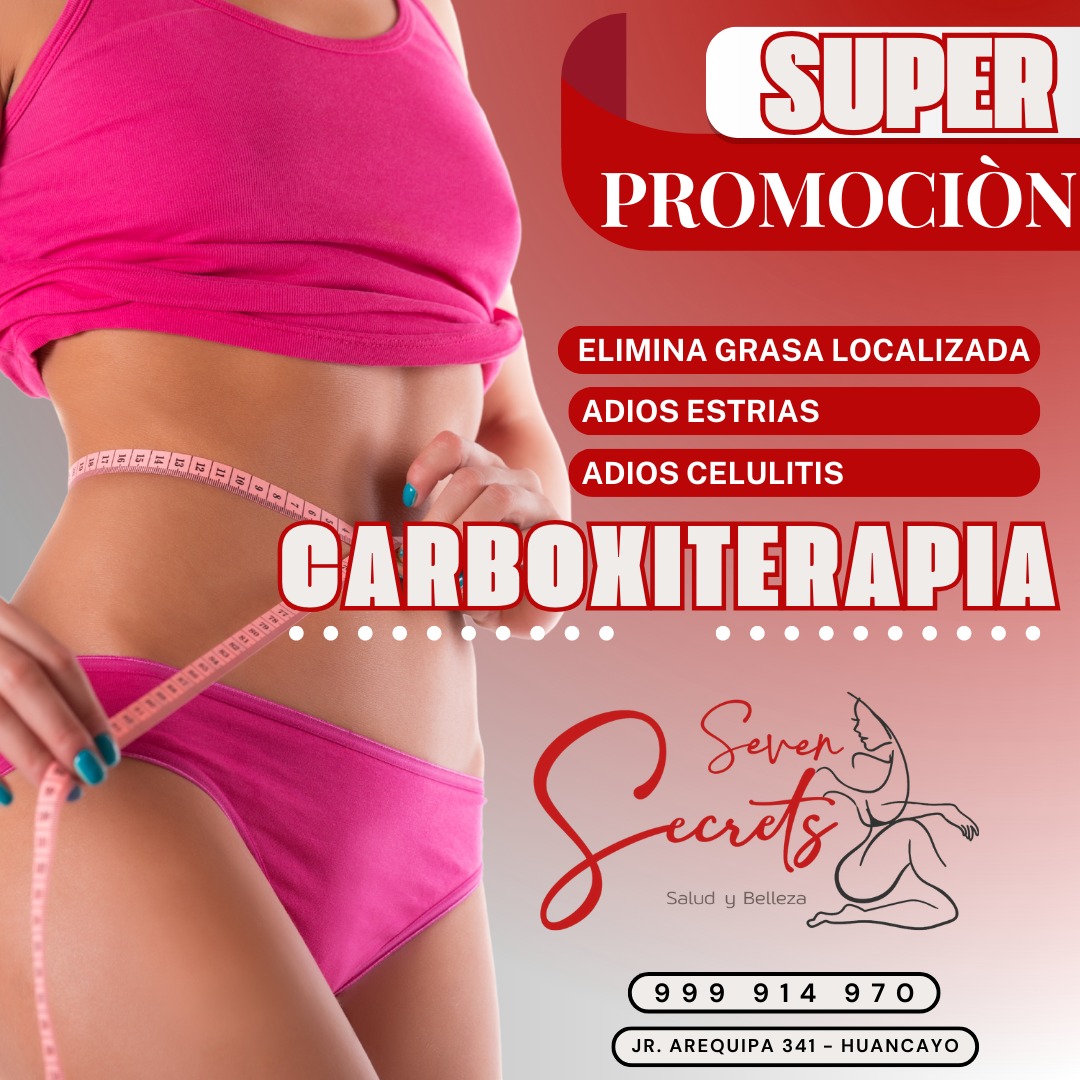 SUPER
PROMOCIÒN
ELIMINA GRASA LOCALIZADA
ADIOS ESTRIAS
ADIOS CELULITIS
CARBOXITERAPIA
Seven
Secrets
Salud y Belleza
999 914 970
JR. AREQUIPA 341 - HUANCAYO